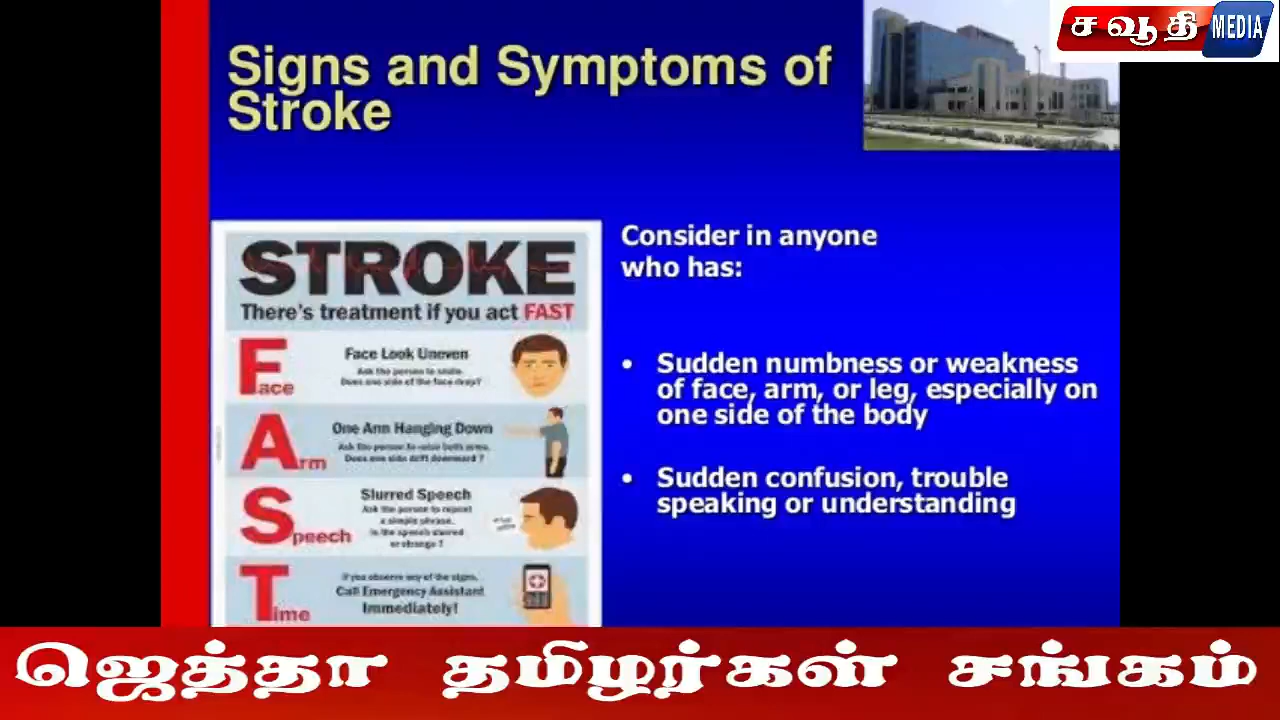 சவூதி MEDIA
Signs and Symptoms of
Stroke
STROKE
There's treatment if you act FAST
Face
Face Look Uneven
Ask the person to smile.
Does one side of the face drop?
Arm
One Arm Hanging Down
Ask the person to raise both arms.
Does one side drift downward ?
Speech
Slurred Speech
Ask the person to repeat
a simple phrase.
Is the speech slurred
or strange ?
Time
If you observe any of the signs,
Call Emergency Assistant
Immediately!
Consider in anyone
who has:
• Sudden numbness or weakness
of face, arm, or leg, especially on
one side of the body
• Sudden confusion, trouble
speaking or understanding
ஜெத்தா தமிழர்கள் சங்கம்